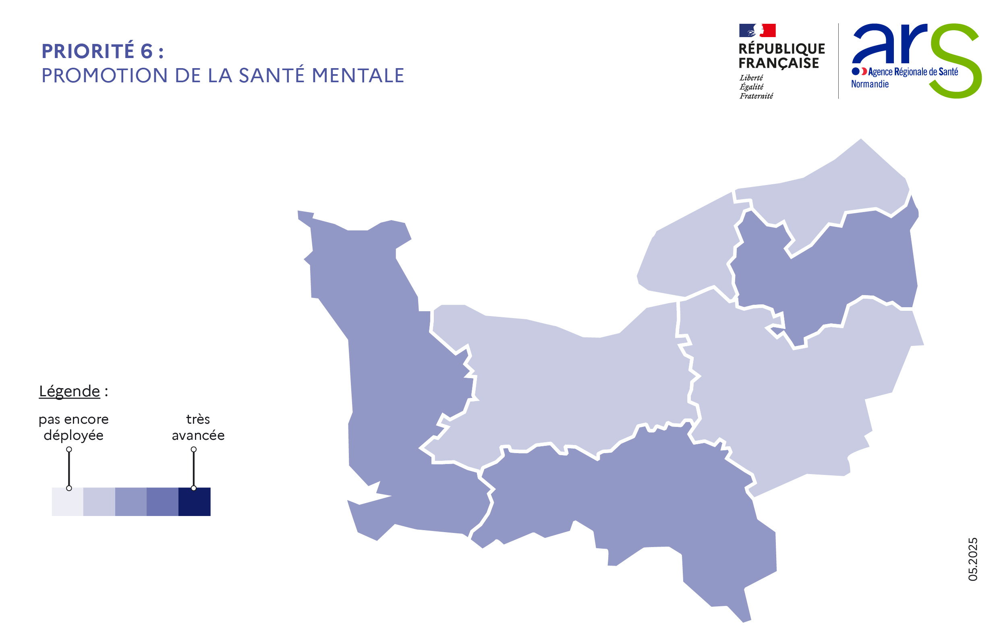 PRIORITÉ 6 :
PROMOTION DE LA SANTÉ MENTALE
RÉPUBLIQUE
FRANÇAISE
Liberté
Égalité
Fraternité
ars
Agence Régionale de Santé
Normandie
Légende :
pas encore
déployée
très
avancée
05.2025